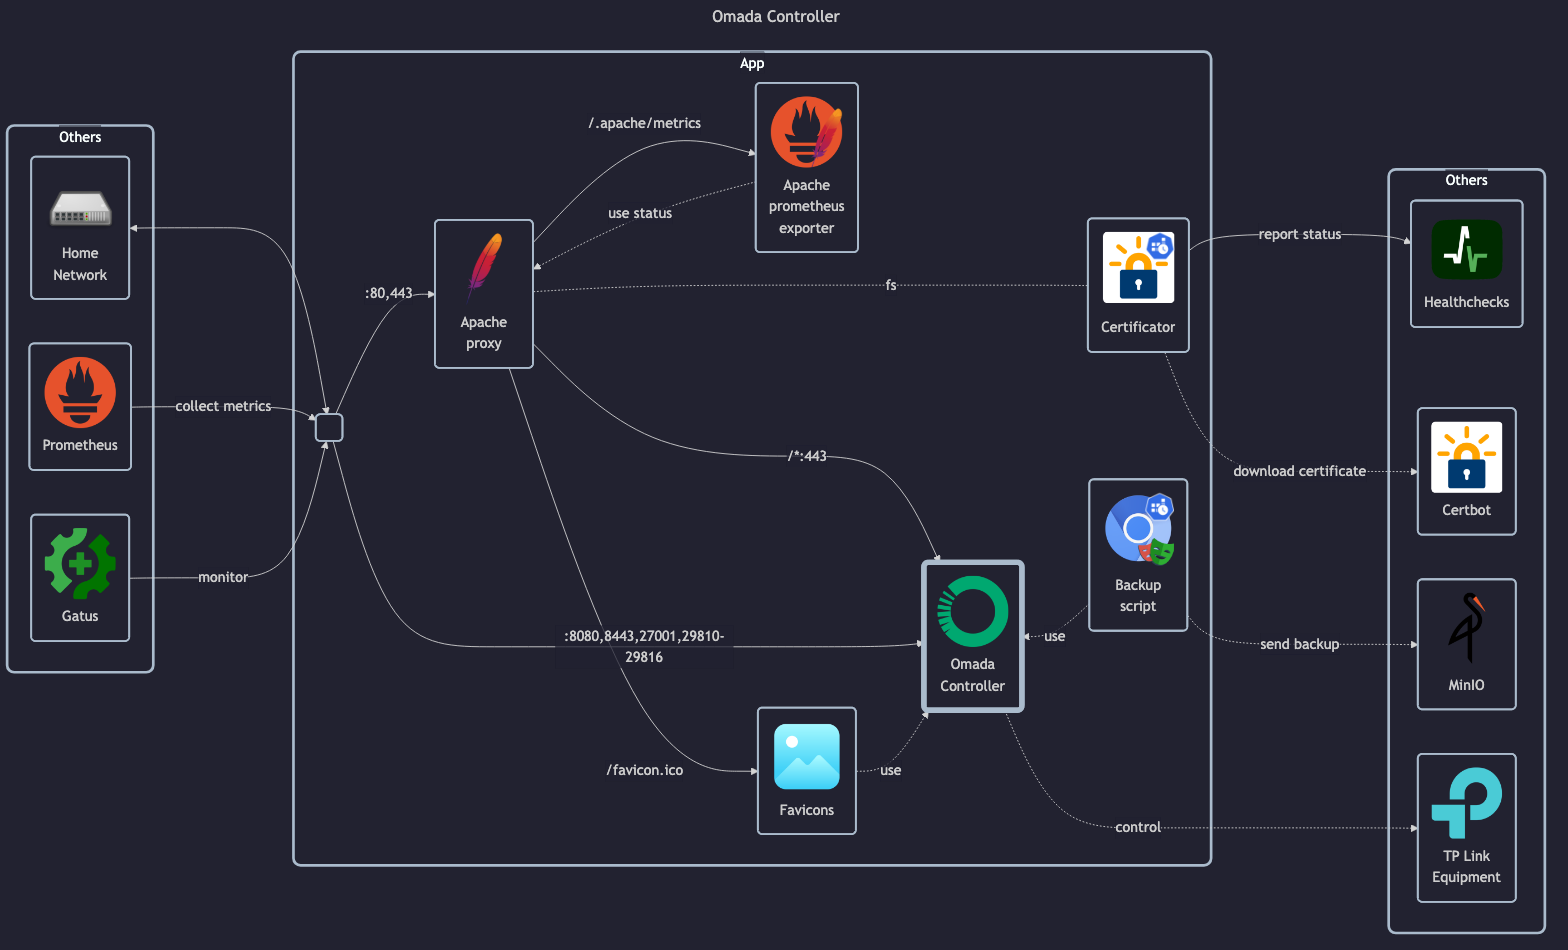 Omada Controller
App
Others
Home
Network
Prometheus
Gatus
collect metrics
monitor
:80,443
Apache
proxy
/.apache/metrics
use status
Apache
prometheus
exporter
fs
/*:443
:8080,8443,27001,29810-
29816
/favicon.ico
Favicons
use
Omada
Controller
use
Backup
script
Certificator
report status
download certificate
send backup
control
Others
Healthchecks
Certbot
MinIO
TP Link
Equipment